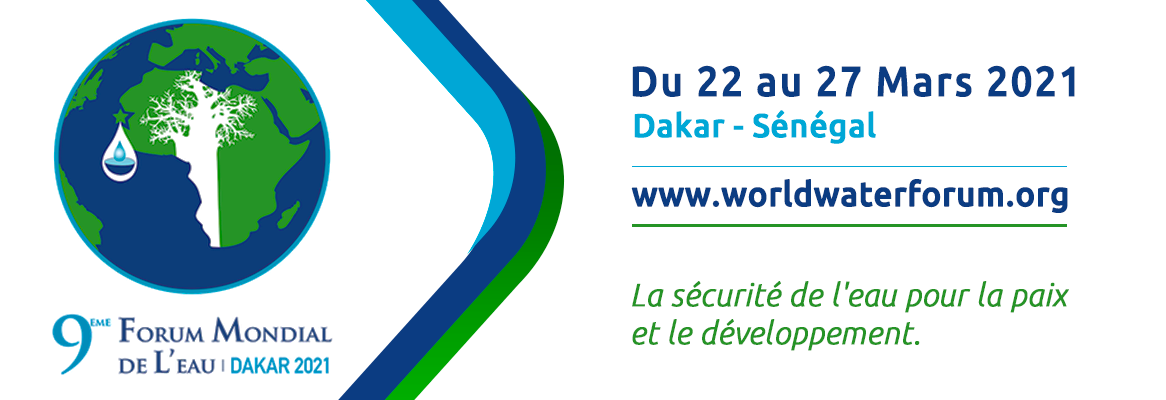 9EME FORUM MONDIAL
DE L'EAU | DAKAR 2021
Du 22 au 27 Mars 2021
Dakar - Sénégal
www.worldwaterforum.org
La sécurité de l'eau pour la paix
et le développement.